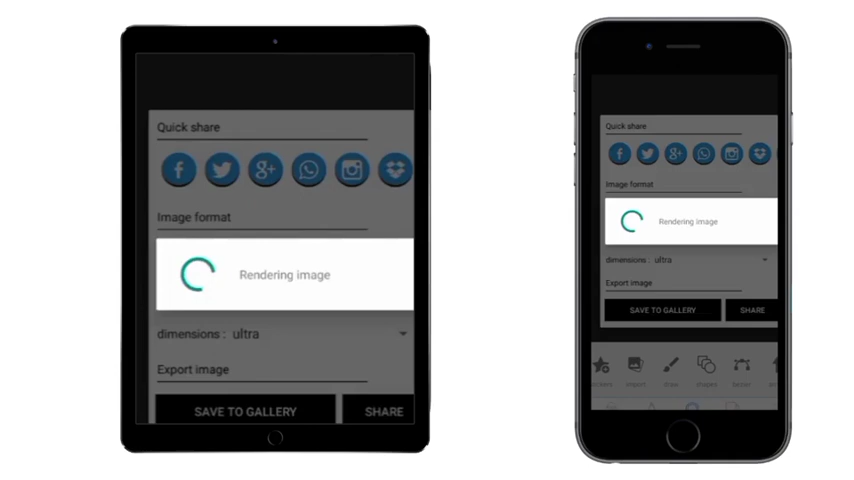 Quick share
Image format
Rendering image
dimensions : ultra
Export image
SAVE TO GALLERY
SHARE
Quick share
Image format
Rendering image
dimensions : ultra
Export image
SAVE TO GALLERY
SHARE
import
draw
shapes